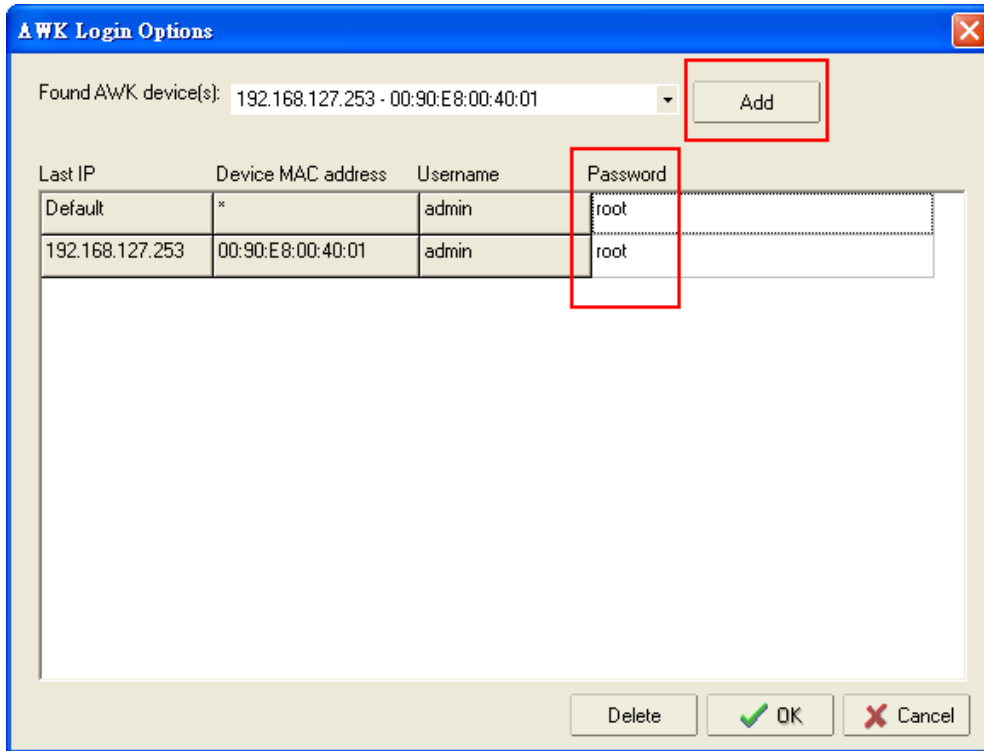 AWK Login Options
Found AWK device(s): 192.168.127.253 - 00:90:E8:00:40:01 Add
Last IP Device MAC address Username Password
Default * admin root
192.168.127.253 00:90:E8:00:40:01 admin root
Delete OK Cancel